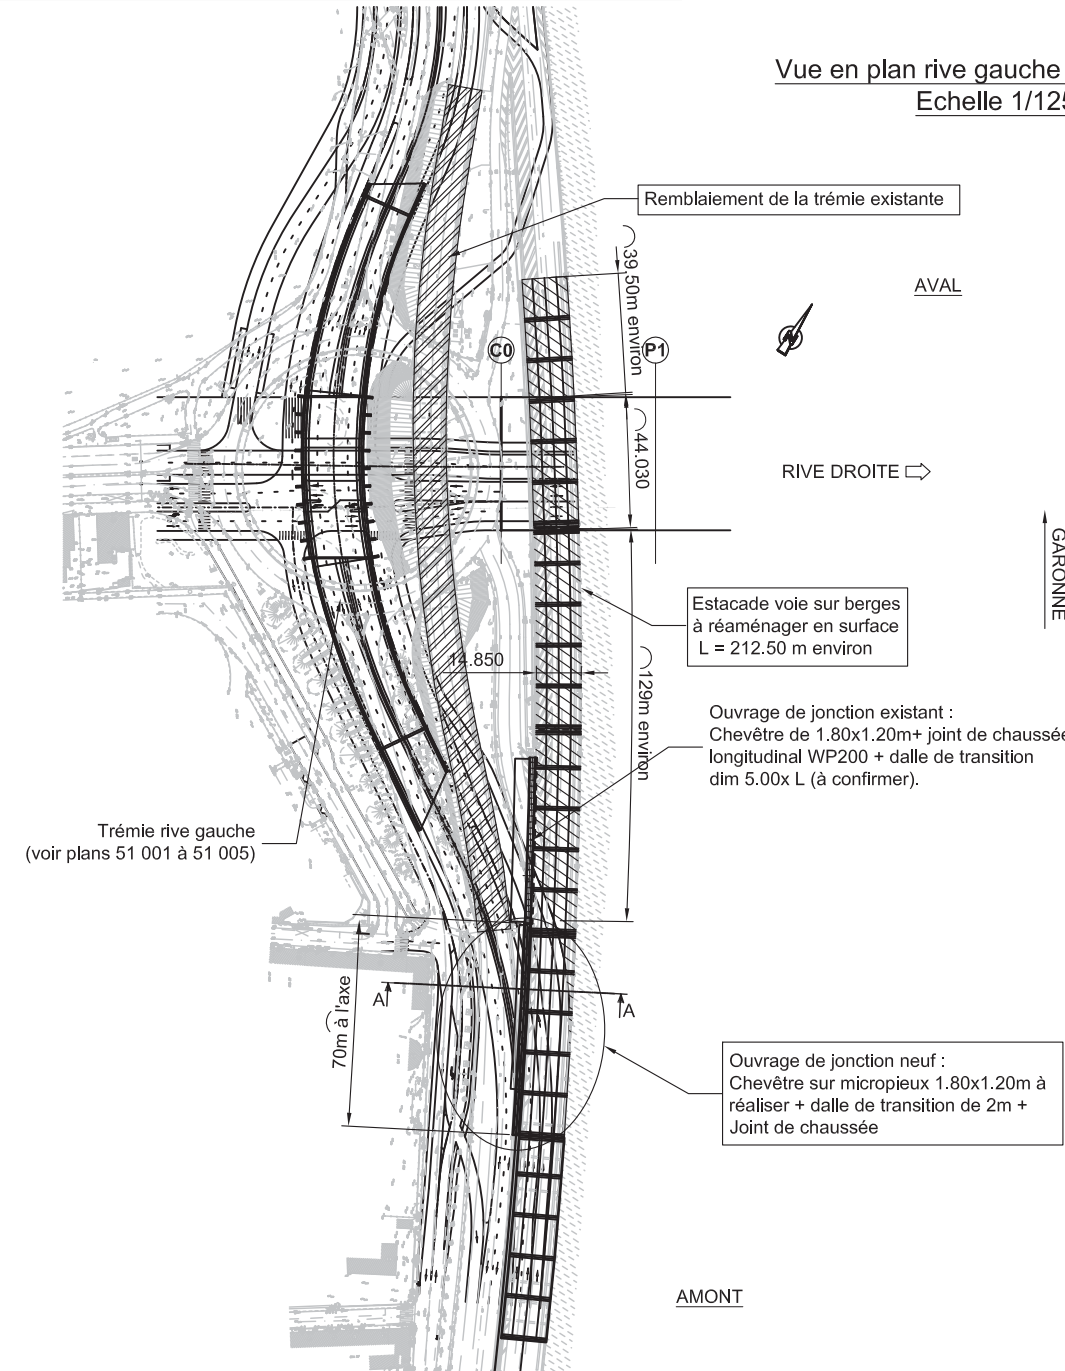 Vue en plan rive gauche
Echelle 1/125
Remblaiement de la trémie existante
39.50m environ
AVAL
C0
P1
44.030
RIVE DROITE
GARONNE
Estacade voie sur berges
à réaménager en surface
L = 212.50 m environ
14.850
129m environ
Ouvrage de jonction existant :
Chevêtre de 1.80x1.20m+ joint de chaussée
longitudinal WP200 + dalle de transition
dim 5.00x L (à confirmer).
Trémie rive gauche
(voir plans 51 001 à 51 005)
70m à l'axe
A
A
Ouvrage de jonction neuf :
Chevêtre sur micropieux 1.80x1.20m à
réaliser + dalle de transition de 2m +
Joint de chaussée
AMONT